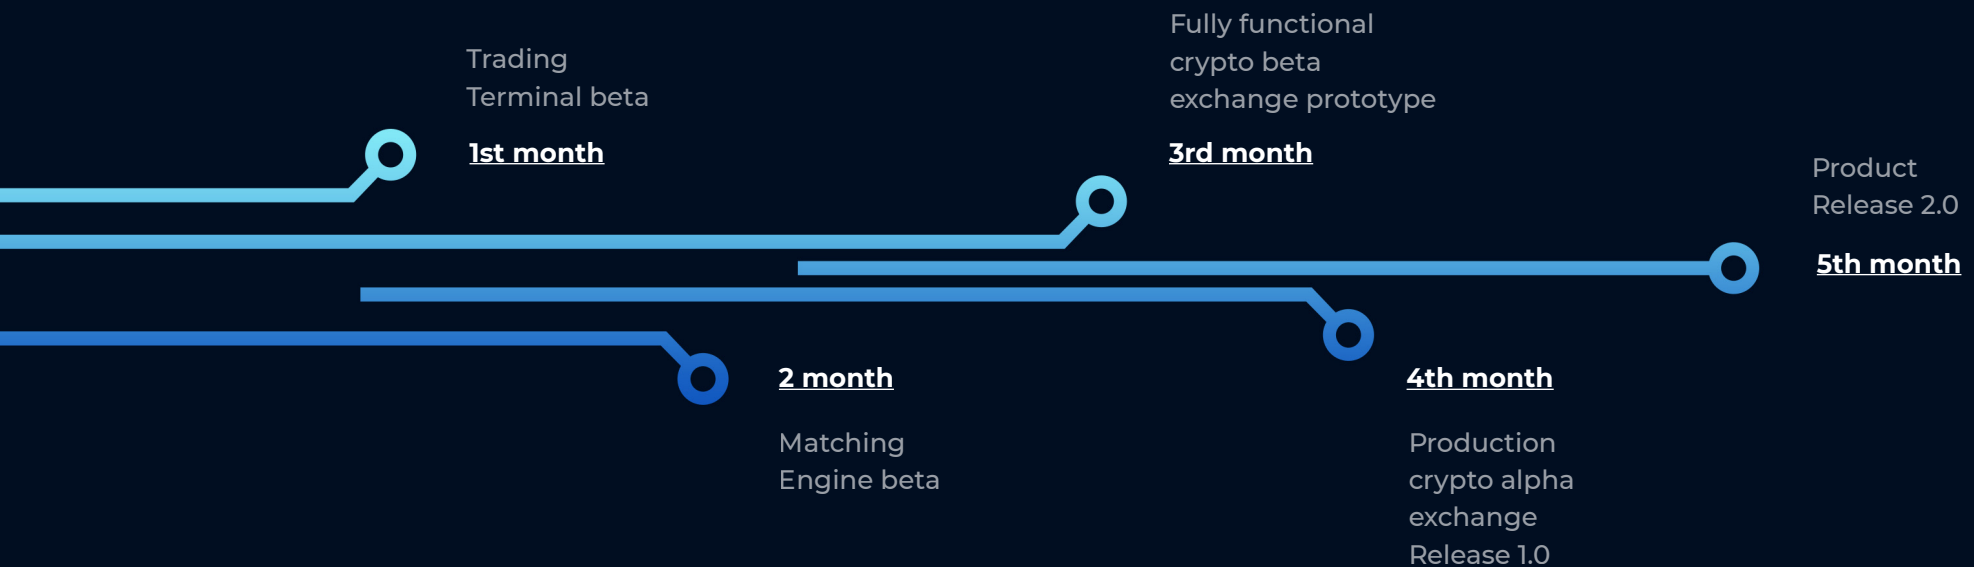 Trading
Terminal beta
1st month
2 month
Matching
Engine beta
Fully functional
crypto beta
exchange prototype
3rd month
4th month
Production
crypto alpha
exchange
Release 1.0
Product
Release 2.0
5th month